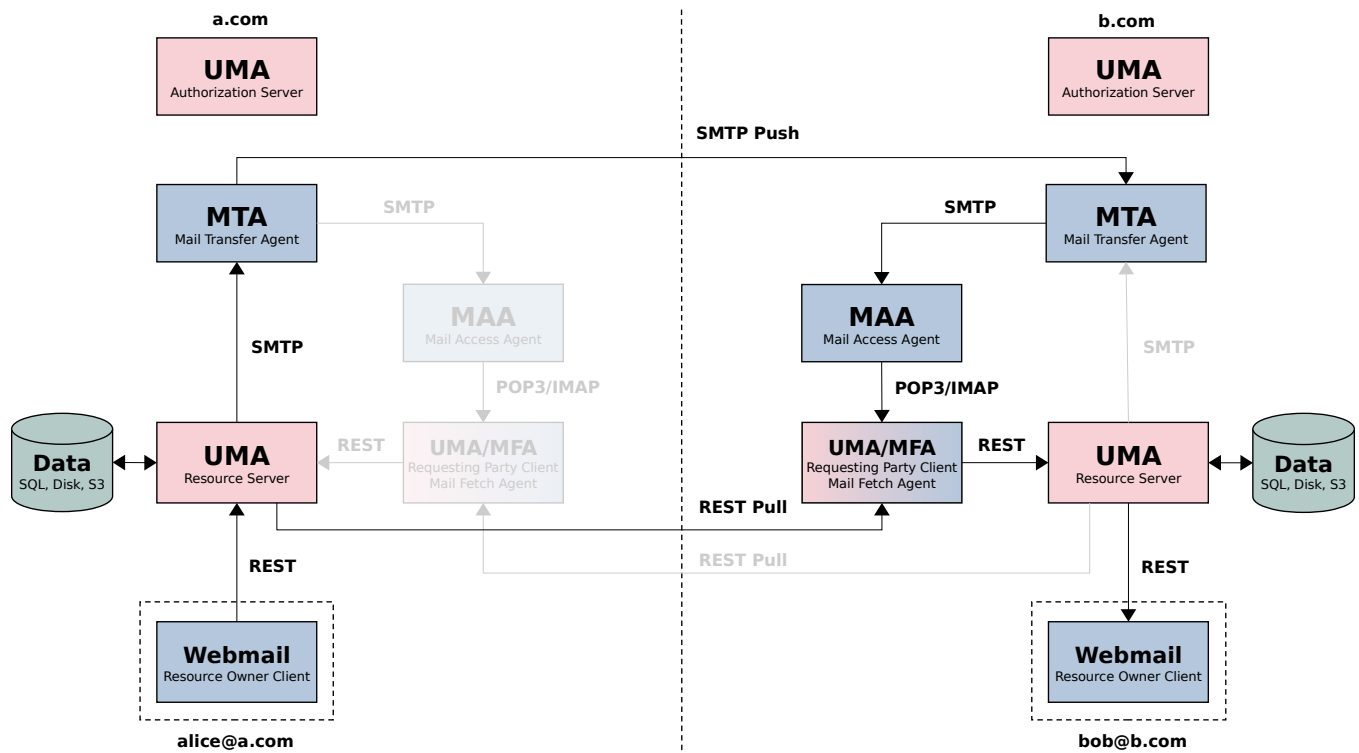 a.com
b.com
UMA
Authorization Server
UMA
Authorization Server
SMTP Push
MTA
Mail Transfer Agent
SMTP
SMTP
MTA
Mail Transfer Agent
MAA
Mail Access Agent
MAA
Mail Access Agent
SMTP
SMTP
POP3/IMAP
POP3/IMAP
Data
SQL, Disk, S3
UMA
Resource Server
REST
UMA/MFA
Requesting Party Client
Mail Fetch Agent
UMA/MFA
Requesting Party Client
Mail Fetch Agent
REST
UMA
Resource Server
Data
SQL, Disk, S3
REST Pull
REST Pull
REST
REST
Webmail
Resource Owner Client
Webmail
Resource Owner Client
alice@a.com
bob@b.com